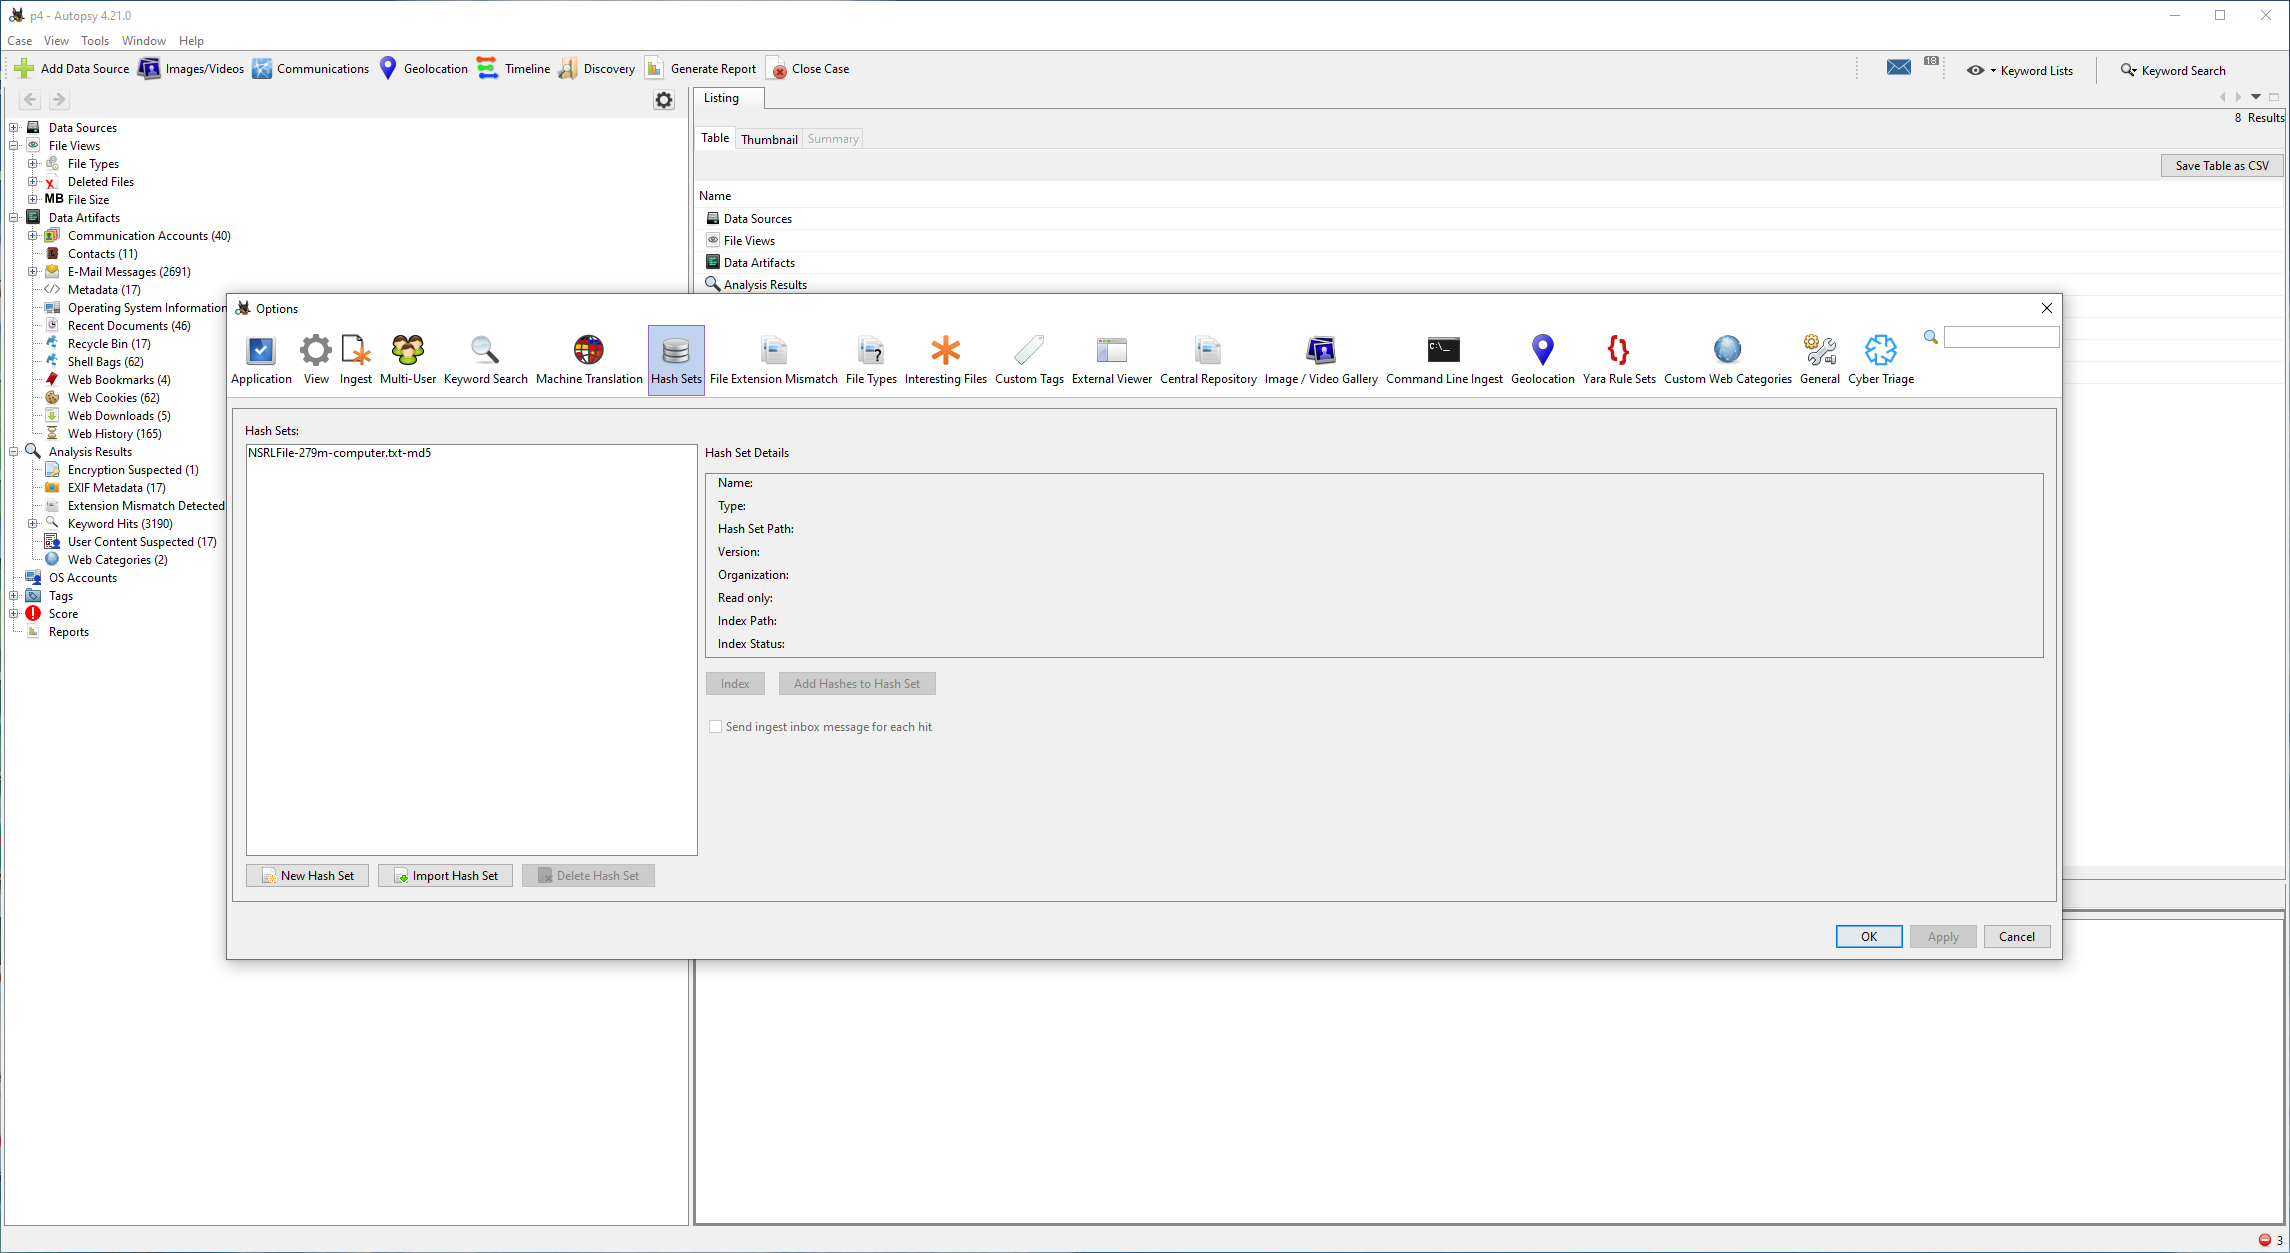 p4 - Autopsy 4.21.0
Case View Tools Window Help
Add Data Source Images/Videos Communications Geolocation Timeline Discovery Generate Report Close Case 18 Keyword Lists Keyword Search
Listing
8 Results
Table Thumbnail Summary
Save Table as CSV
Name
Data Sources
File Views
Data Artifacts
Analysis Results
Data Sources
File Views
File Types
Deleted Files
MB File Size
Data Artifacts
Communication Accounts (40)
Contacts (11)
E-Mail Messages (2691)
Metadata (17)
Operating System Information
Recent Documents (46)
Recycle Bin (17)
Shell Bags (62)
Web Bookmarks (4)
Web Cookies (62)
Web Downloads (5)
Web History (165)
Analysis Results
Encryption Suspected (1)
EXIF Metadata (17)
Extension Mismatch Detected
Keyword Hits (3190)
User Content Suspected (17)
Web Categories (2)
OS Accounts
Tags
Score
Reports
Options
C:\_
Application View Ingest Multi-User Keyword Search Machine Translation Hash Sets File Extension Mismatch File Types Interesting Files Custom Tags External Viewer Central Repository Image / Video Gallery Command Line Ingest Geolocation Yara Rule Sets Custom Web Categories General Cyber Triage
Hash Sets:
NSRLFile-279m-computer.txt-md5
Hash Set Details
Name:
Type:
Hash Set Path:
Version:
Organization:
Read only:
Index Path:
Index Status:
Index Add Hashes to Hash Set
Send ingest inbox message for each hit
New Hash Set Import Hash Set Delete Hash Set
OK Apply Cancel
3